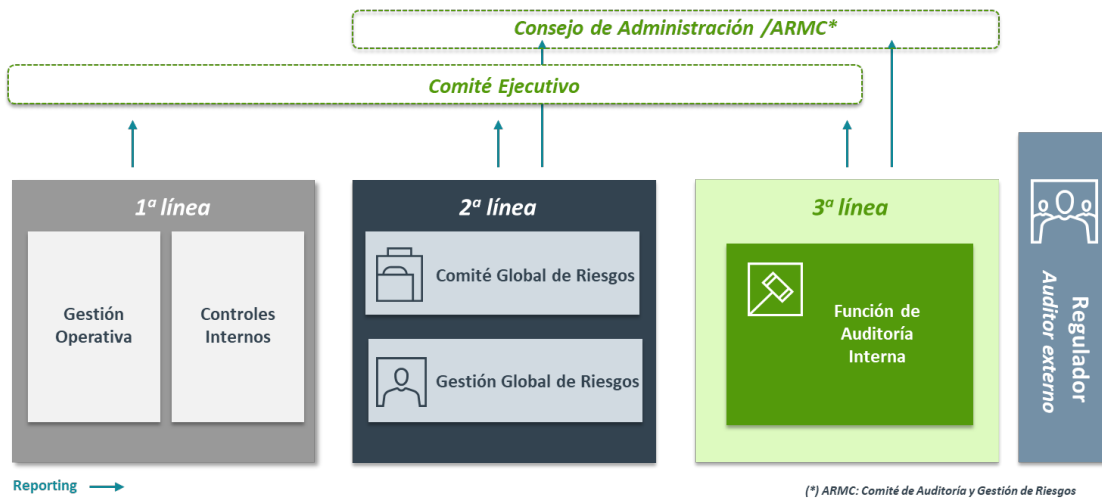 Consejo de Administración /ARMC*
Comité Ejecutivo
1ª línea
Gestión
Operativa
Controles
Internos
2ª línea
Comité Global de Riesgos
Gestión Global de Riesgos
3ª línea
Función de
Auditoría
Interna
Regulador
Auditor externo
Reporting
(*) ARMC: Comité de Auditoría y Gestión de Riesgos